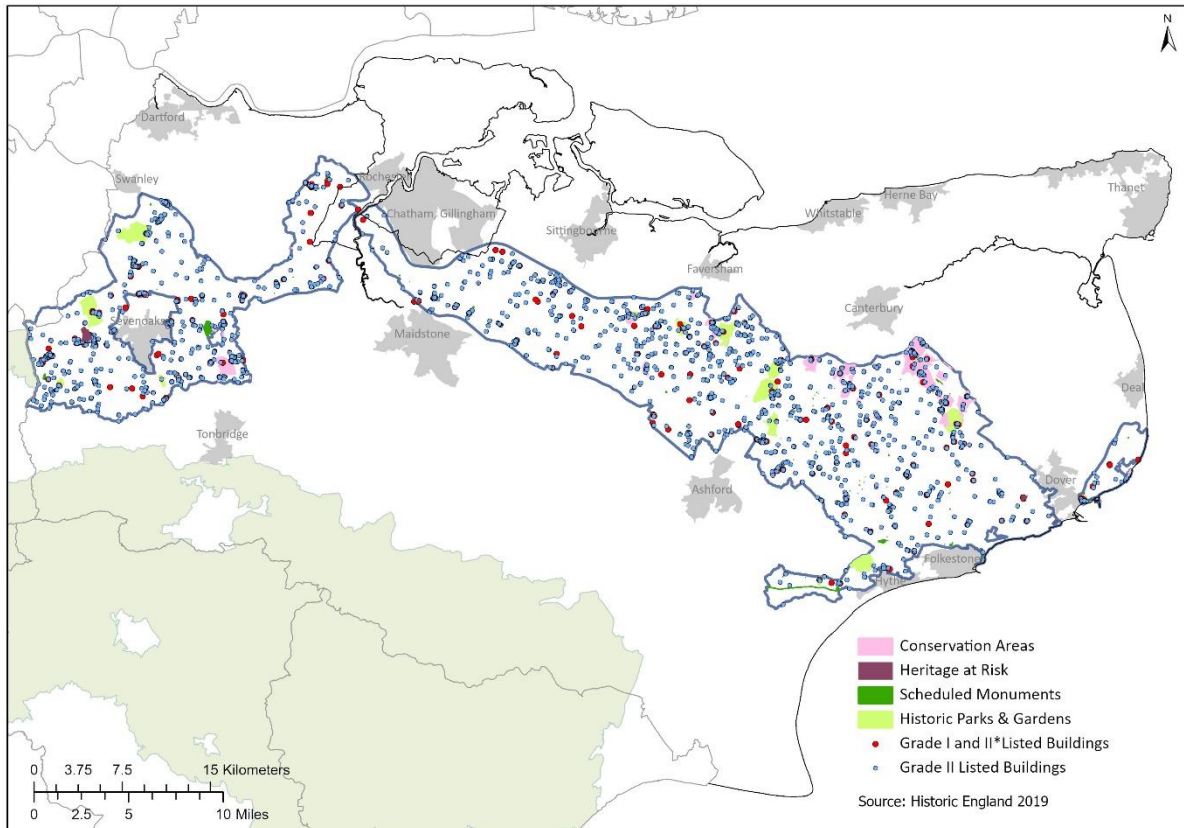 N
Dartford
Swanley
Rochester
Chatham
Gillingham
Sittingbourne
Whitstable
Herne Bay
Thanet
Faversham
Canterbury
Sevenoaks
Maidstone
Deal
Tonbridge
Ashford
Dover
Folkestone
Hythe
Conservation Areas
Heritage at Risk
Scheduled Monuments
Historic Parks & Gardens
Grade I and II*Listed Buildings
Grade II Listed Buildings
Source: Historic England 2019
0 3.75 7.5 15 Kilometers
0 2.5 5 10 Miles